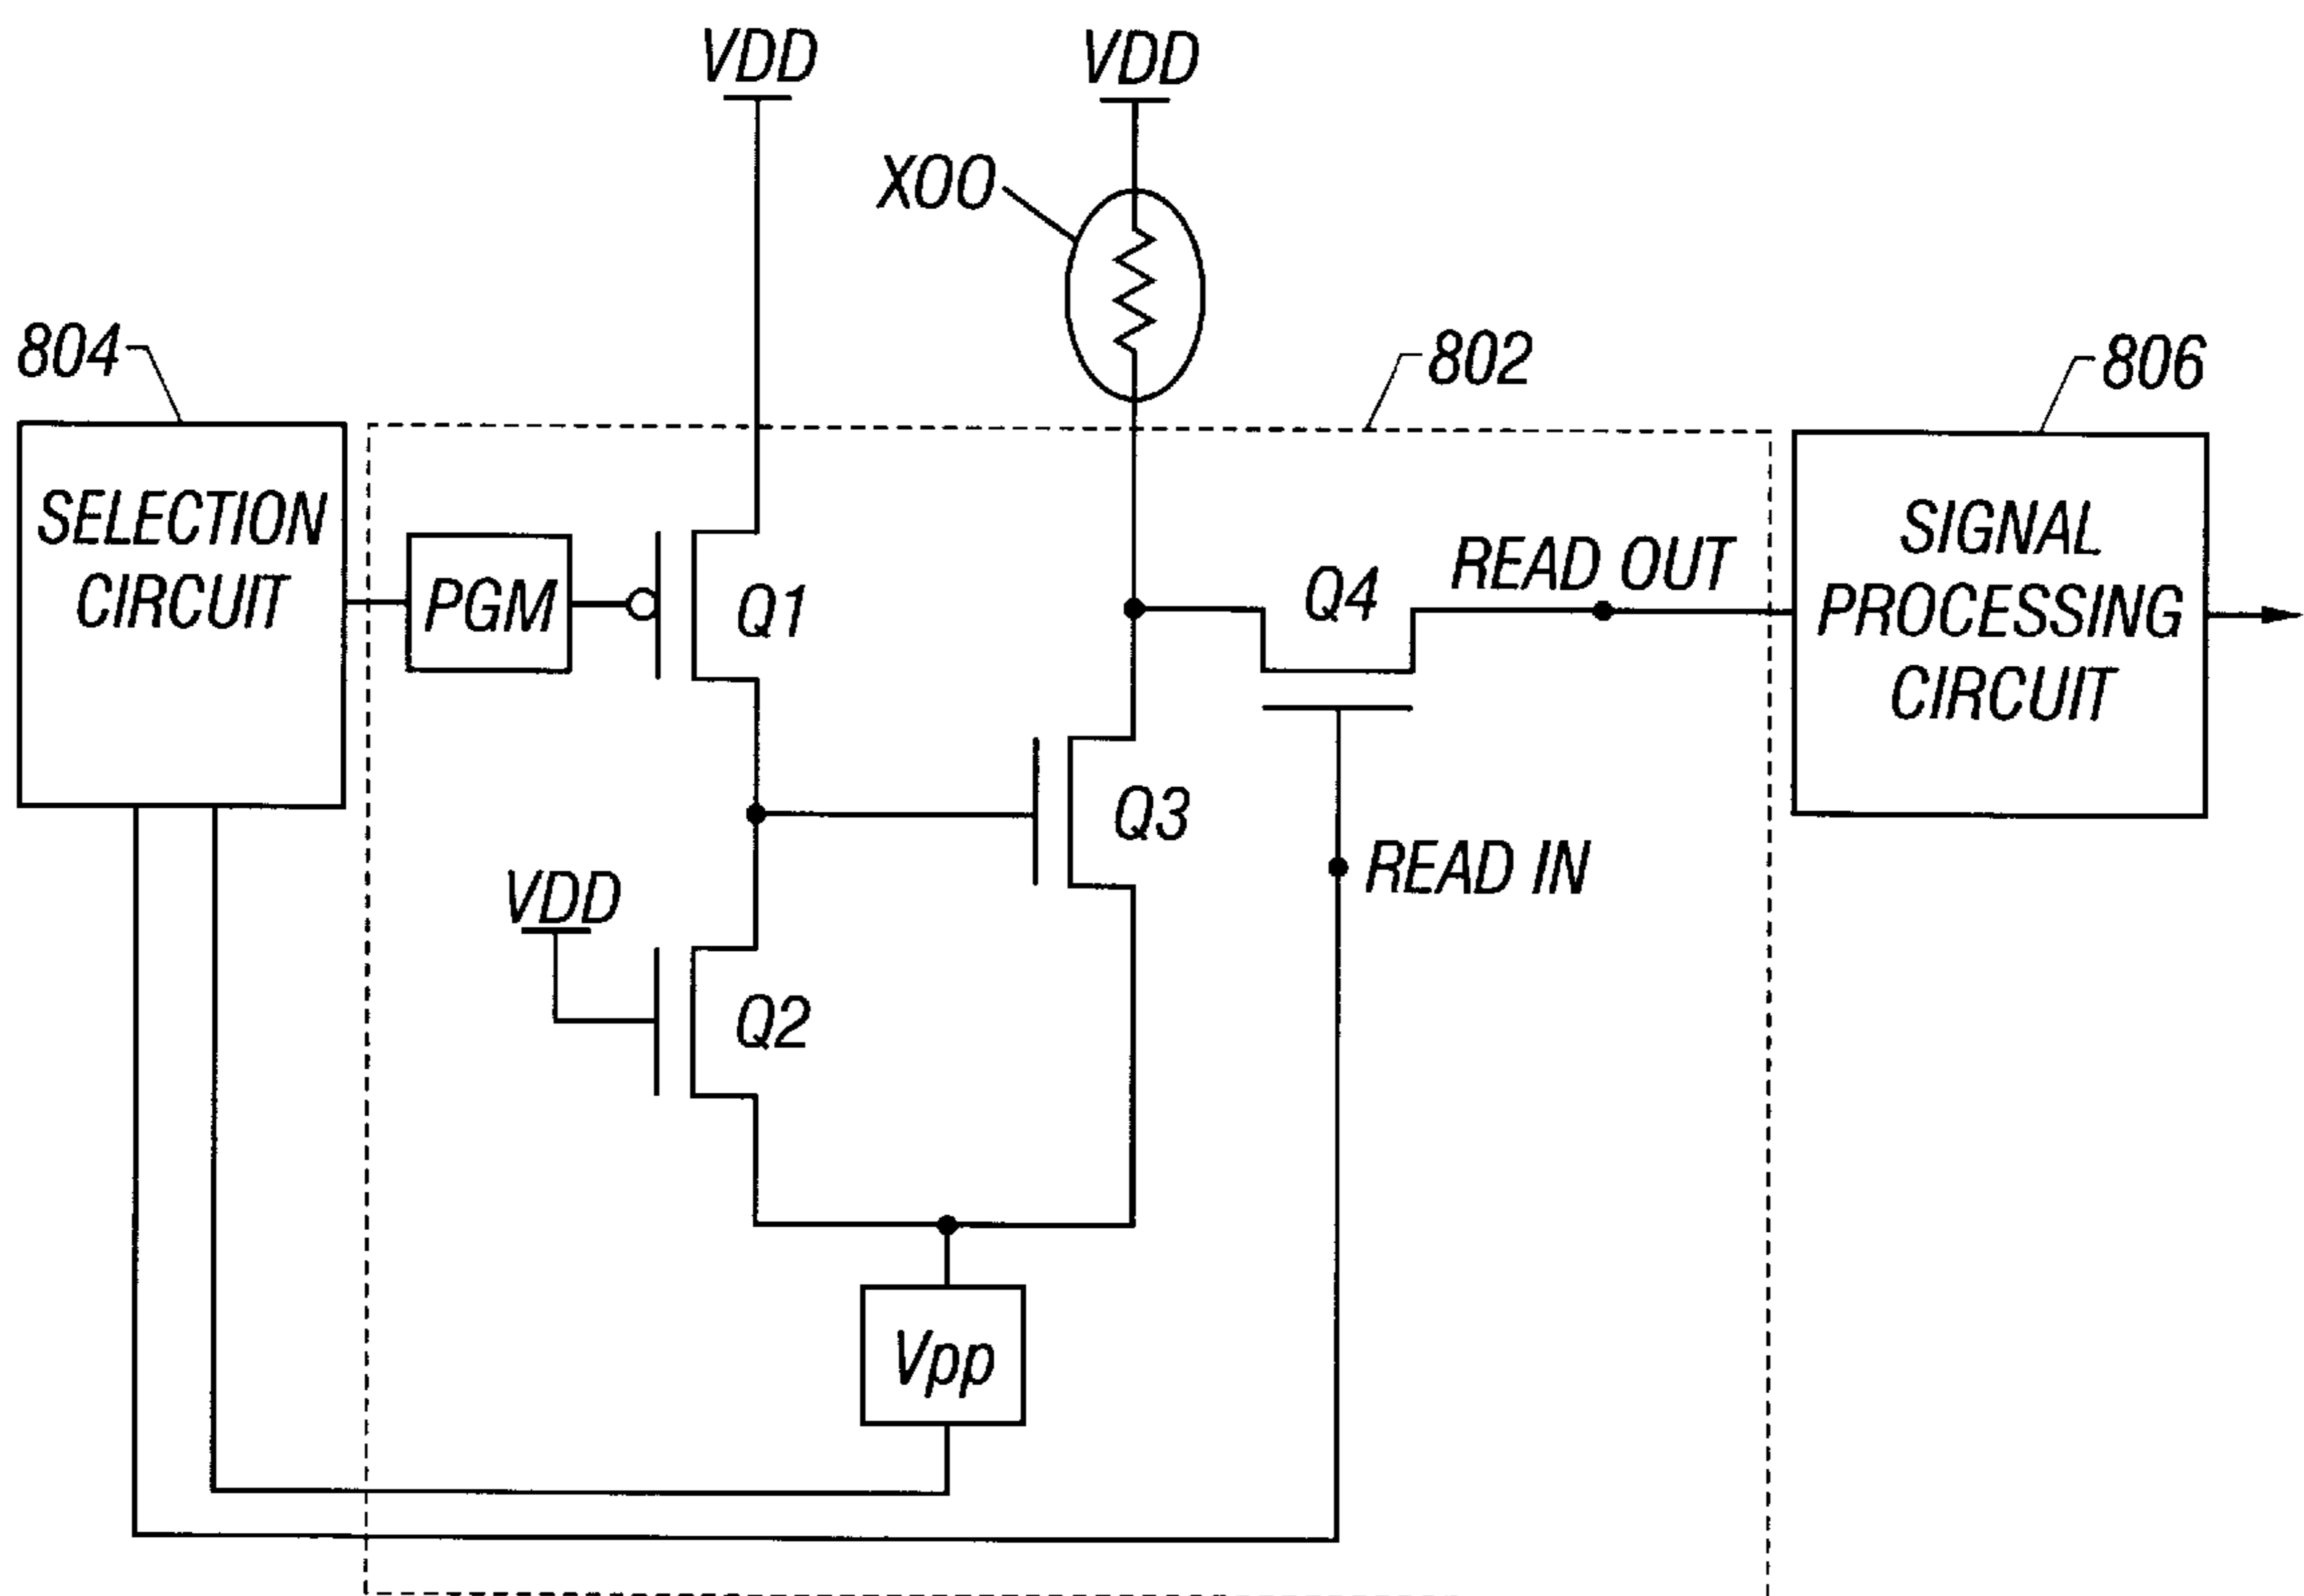 VDD
VDD
X00
804
802
806
SELECTION
CIRCUIT
PGM
Q1
Q4
READ OUT
SIGNAL
PROCESSING
CIRCUIT
Q3
READ IN
VDD
Q2
Vpp